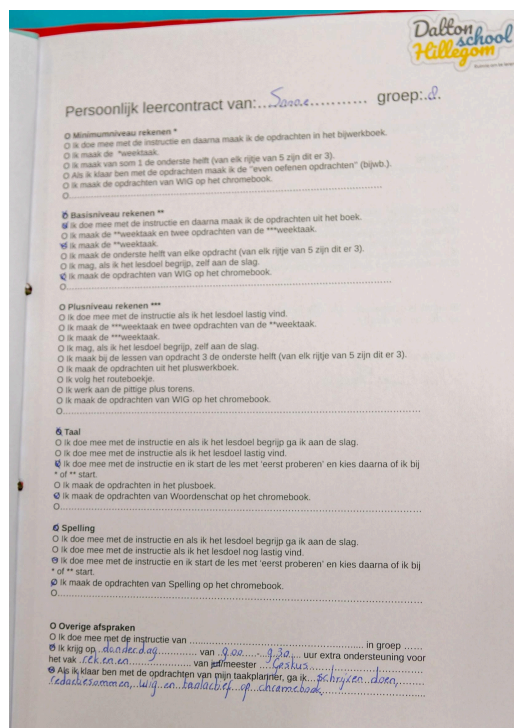 Dalton
school
Hillegom
Persoonlijk leercontract van:.................. groep:.8.
O Minimumniveau rekenen *
O Ik doe mee met de instructie en daarna maak ik de opdrachten in het bijwerkboek.
O Ik maak de *weektaak.
O Ik maak van som 1 de onderste helft (van elk rijtje van 5 zijn dit er 3).
O Als ik klaar ben met de opdrachten maak ik de "even oefenen opdrachten" (bijwb.).
O Ik maak de opdrachten van WIG op het chromebook.
O..................................................
O Basisniveau rekenen **
O Ik doe mee met de instructie en daarna maak ik de opdrachten uit het boek.
O Ik maak de **weektaak en twee opdrachten van de ***weektaak.
O Ik maak de **weektaak.
O Ik maak de onderste helft van elke opdracht (van elk rijtje van 5 zijn dit er 3).
O Ik mag, als ik het lesdoel begrijp, zelf aan de slag.
O Ik maak de opdrachten van WIG op het chromebook.
O..................................................
O Plusniveau rekenen ***
O Ik doe mee met de instructie als ik het lesdoel lastig vind.
O Ik maak de ***weektaak en twee opdrachten van de **weektaak.
O Ik maak de ***weektaak.
O Ik mag, als ik het lesdoel begrijp, zelf aan de slag.
O Ik maak bij de lessen van opdracht 3 de onderste helft (van elk rijtje van 5 zijn dit er 3).
O Ik maak de opdrachten uit het pluswerkboek.
O Ik volg het routeboekje.
O Ik werk aan de pittige plus torens.
O Ik maak de opdrachten van WIG op het chromebook.
O..................................................
O Taal
O Ik doe mee met de instructie en als ik het lesdoel begrijp ga ik aan de slag.
O Ik doe mee met de instructie als ik het lesdoel lastig vind.
O Ik doe mee met de instructie en ik start de les met 'eerst proberen' en kies daarna of ik bij
* of ** start.
O Ik maak de opdrachten in het plusboek.
O Ik maak de opdrachten van Woordenschat op het chromebook.
O..................................................
O Spelling
O Ik doe mee met de instructie en als ik het lesdoel begrijp ga ik aan de slag.
O Ik doe mee met de instructie als ik het lesdoel nog lastig vind.
O Ik doe mee met de instructie en ik start de les met 'eerst proberen' en kies daarna of ik bij
* of ** start.
O Ik maak de opdrachten van Spelling op het chromebook.
O..................................................
O Overige afspraken
O Ik doe mee met de instructie van .................................................. in groep ......
O Ik krijg op donderdag van 9.00 - 9.30 uur extra ondersteuning voor
het vak rekenen van juf/meester
O Als ik klaar ben met de opdrachten van mijn taakplanner, ga ik schrijven doen,
redactiesommen, wig en taalactief op chromebook.